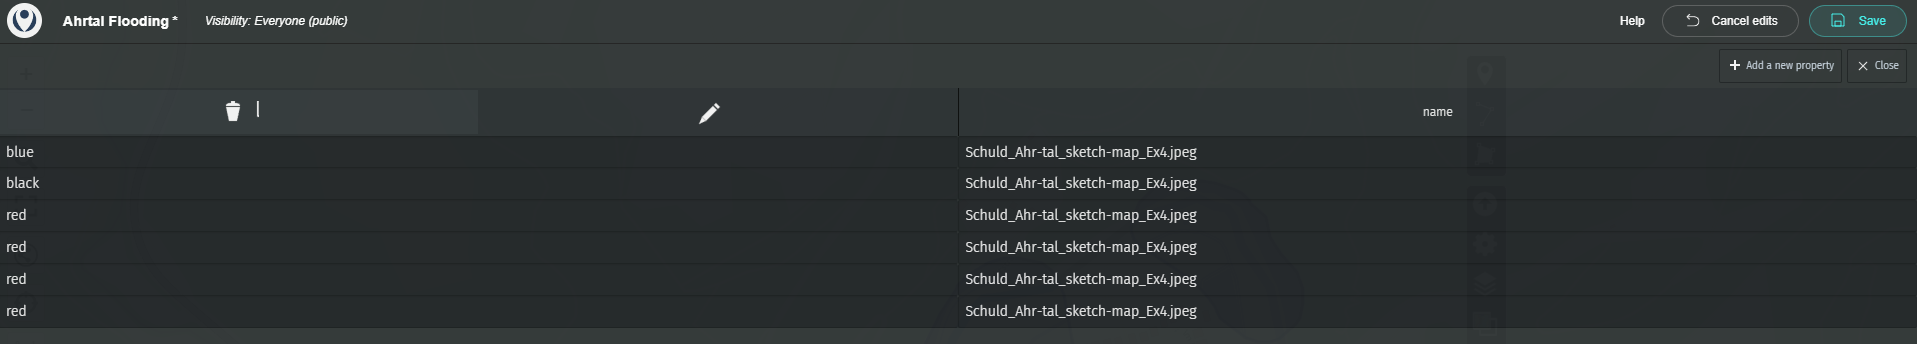 Ahrtal Flooding * Visibility: Everyone (public) Help Cancel edits Save
Add a new property Close
name
blue Schuld_Ahr-tal_sketch-map_Ex4.jpeg
black Schuld_Ahr-tal_sketch-map_Ex4.jpeg
red Schuld_Ahr-tal_sketch-map_Ex4.jpeg
red Schuld_Ahr-tal_sketch-map_Ex4.jpeg
red Schuld_Ahr-tal_sketch-map_Ex4.jpeg
red Schuld_Ahr-tal_sketch-map_Ex4.jpeg